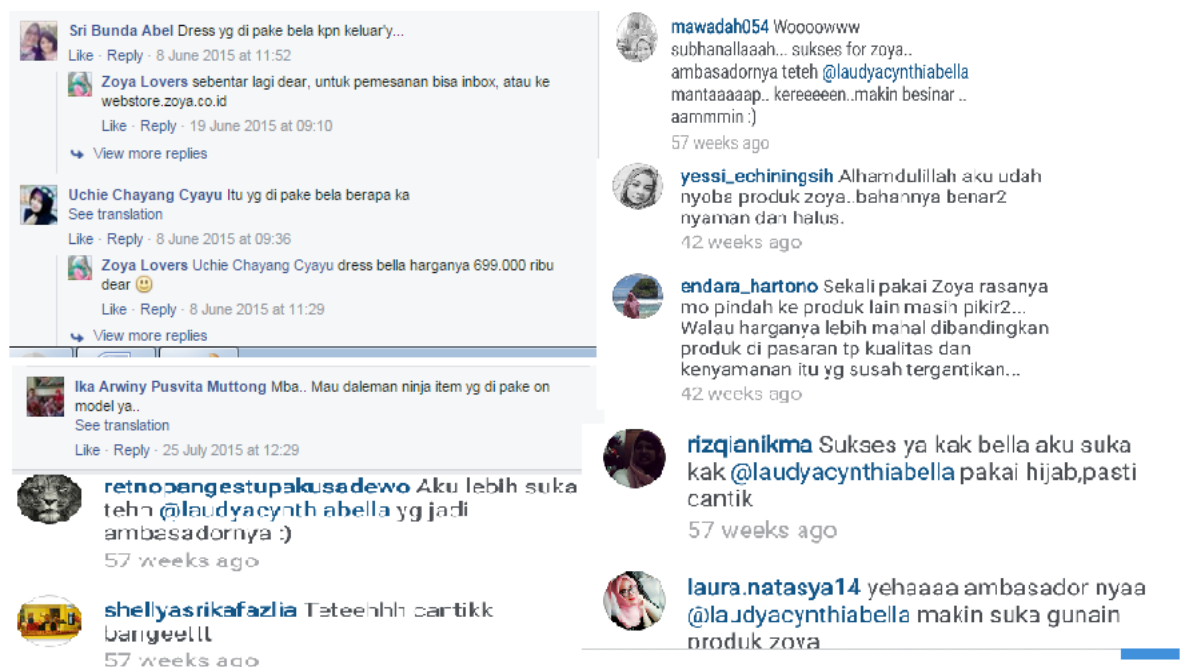 Sri Bunda Abel Dress yg di pake bela kpn keluar'y...
Like · Reply · 8 June 2015 at 11:52
Zoya Lovers sebentar lagi dear, untuk pemesanan bisa inbox, atau ke
webstore.zoya.co.id
Like · Reply · 19 June 2015 at 09:10
View more replies
Uchie Chayang Cyayu Itu yg di pake bela berapa ka
See translation
Like · Reply · 8 June 2015 at 09:36
Zoya Lovers Uchie Chayang Cyayu dress bella harganya 699.000 ribu
dear 🙂
Like · Reply · 8 June 2015 at 11:29
View more replies
Ika Arwiny Pusvita Muttong Mba.. Mau daleman ninja item yg di pake on
model ya..
See translation
Like · Reply · 25 July 2015 at 12:29
retnopangestupakusadewo Aku lebih suka
tehn @laudyacynthiabella yg jadi
ambasadornya :)
57 weeks ago
shellyasrikafazlia Teteehhh cantikk
bangeettt
57 weeks ago
mawadah054 Woooowww
subhanallaaah... sukses for zoya..
ambasadornya teteh @laudyacynthiabella
mantaaaaap.. kereeeeen..makin besinar ..
aammmin :)
57 weeks ago
yessi_echiningsih Alhamdulillah aku udah
nyoba produk zoya..bahannya benar2
nyaman dan halus.
42 weeks ago
endara_hartono Sekali pakai Zoya rasanya
mo pindah ke produk lain masih pikir2...
Walau harganya lebih mahal dibandingkan
produk di pasaran tp kualitas dan
kenyamanan itu yg susah tergantikan...
42 weeks ago
rizqianikma Sukses ya kak bella aku suka
kak @laudyacynthiabella pakai hijab,pasti
cantik
57 weeks ago
laura.natasya14 yehaaaa ambasador nyaa
@laudyacynthiabella makin suka gunain
produk zoya